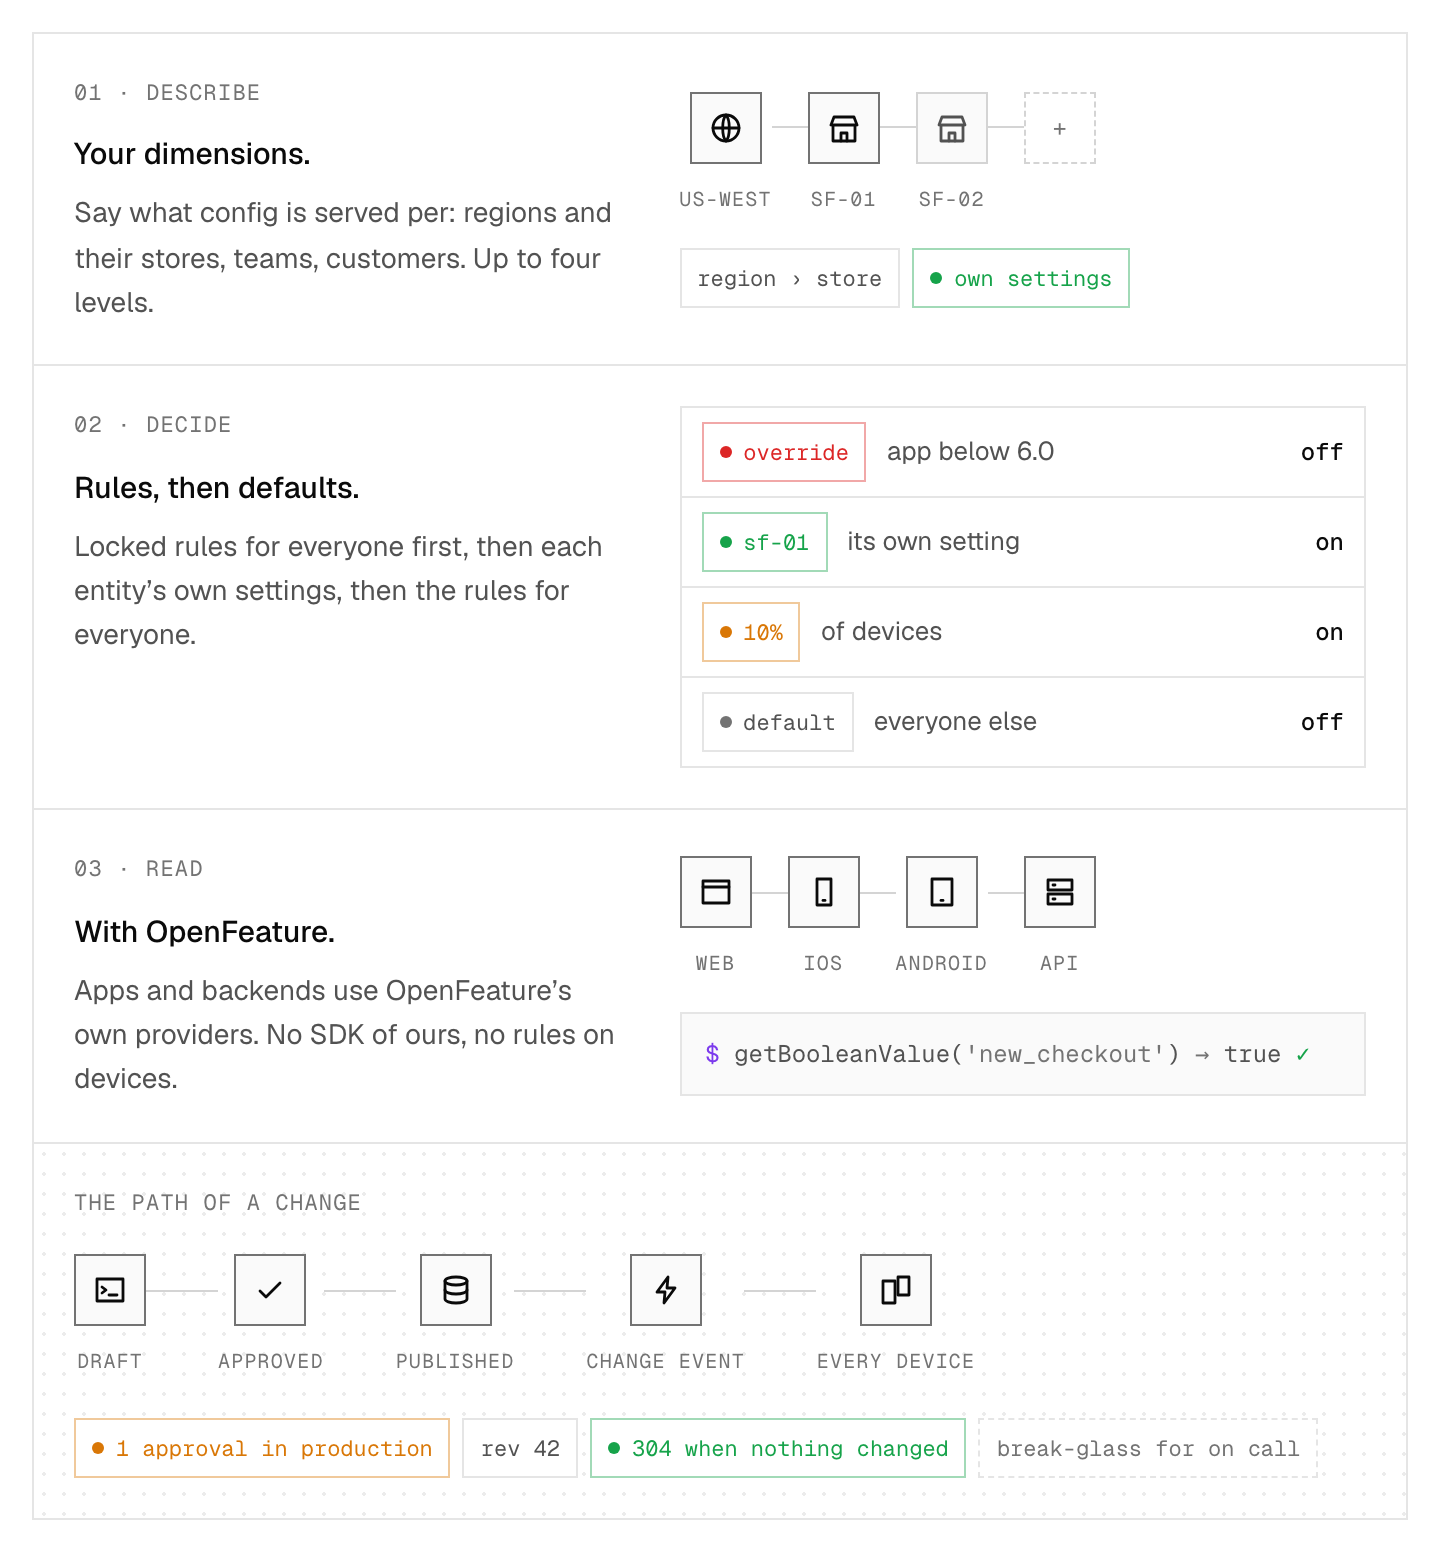 01 · DESCRIBE
Your dimensions.
Say what config is served per: regions and
their stores, teams, customers. Up to four
levels.
+
US-WEST SF-01 SF-02
region › store own settings
02 · DECIDE
Rules, then defaults.
Locked rules for everyone first, then each
entity’s own settings, then the rules for
everyone.
override app below 6.0 off
sf-01 its own setting on
10% of devices on
default everyone else off
03 · READ
With OpenFeature.
Apps and backends use OpenFeature’s
own providers. No SDK of ours, no rules on
devices.
WEB IOS ANDROID API
$ getBooleanValue('new_checkout') → true ✓
THE PATH OF A CHANGE
DRAFT APPROVED PUBLISHED CHANGE EVENT EVERY DEVICE
1 approval in production rev 42 304 when nothing changed break-glass for on call